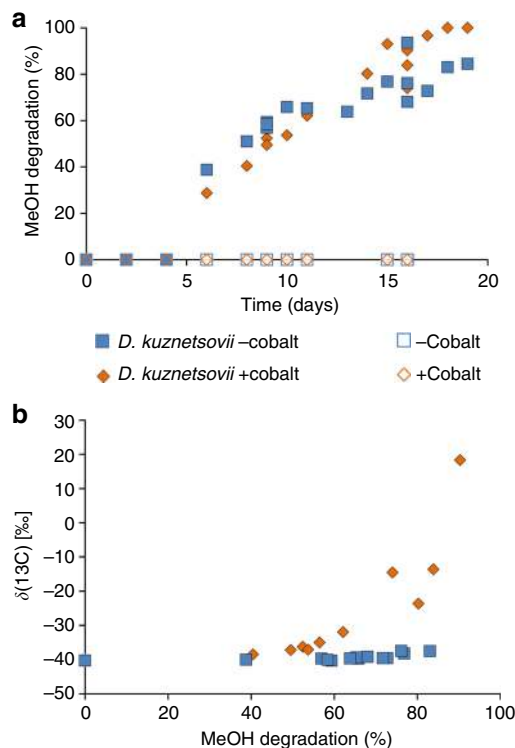 a
MeOH degradation (%)
100
80
60
40
20
0
0 5 10 15 20
Time (days)
D. kuznetsovii –cobalt
–Cobalt
D. kuznetsovii +cobalt
+Cobalt
b
δ(13C) [‰]
30
20
10
0
–10
–20
–30
–40
–50
0 20 40 60 80 100
MeOH degradation (%)